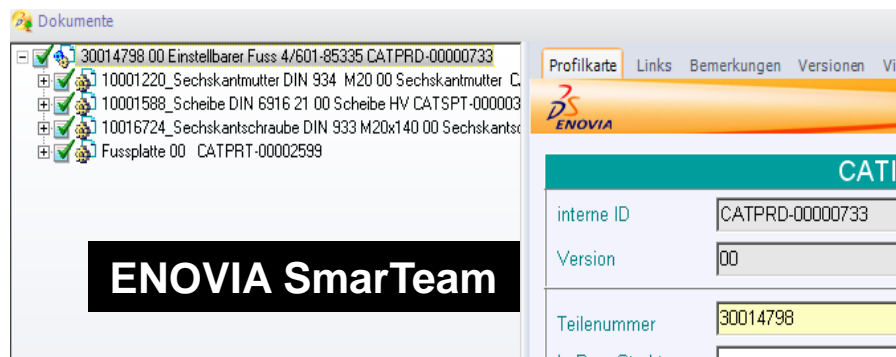 Dokumente
30014798 00 Einstellbarer Fuss 4/601-85335 CATPRD-00000733
10001220_Sechskantmutter DIN 934 M20 00 Sechskantmutter
10001588_Scheibe DIN 6916 21 00 Scheibe HV CATSPT-000003
10016724_Sechskantschraube DIN 933 M20x140 00
Fussplatte 00 CATPRT-00002599
ENOVIA SmarTeam
Profilkarte Links Bemerkungen Versionen
ENOVIA
interne ID CATPRD-00000733
Version 00
Teilenummer 30014798